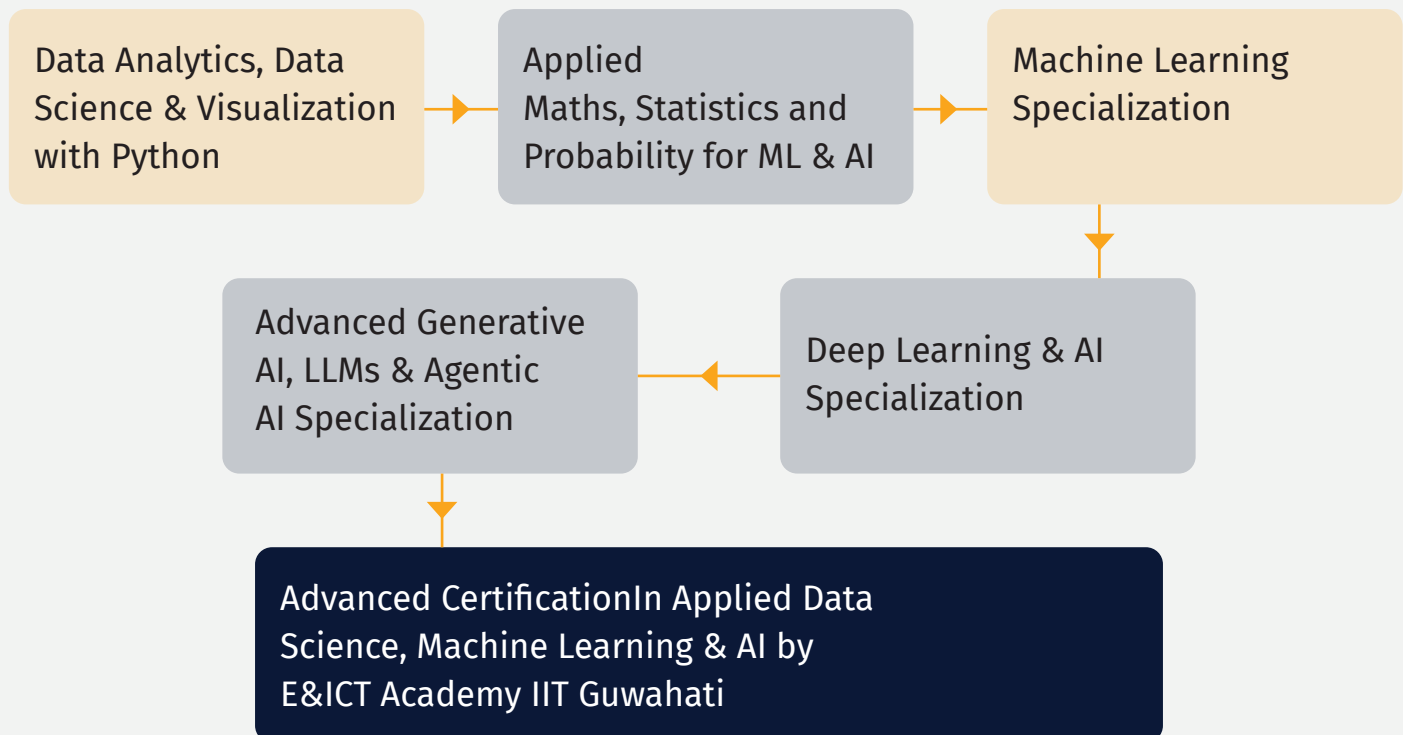 Data Analytics, Data
Science & Visualization
with Python
Applied
Maths, Statistics and
Probability for ML & AI
Machine Learning
Specialization
Deep Learning & AI
Specialization
Advanced Generative
AI, LLMs & Agentic
AI Specialization
Advanced CertificationIn Applied Data
Science, Machine Learning & AI by
E&ICT Academy IIT Guwahati